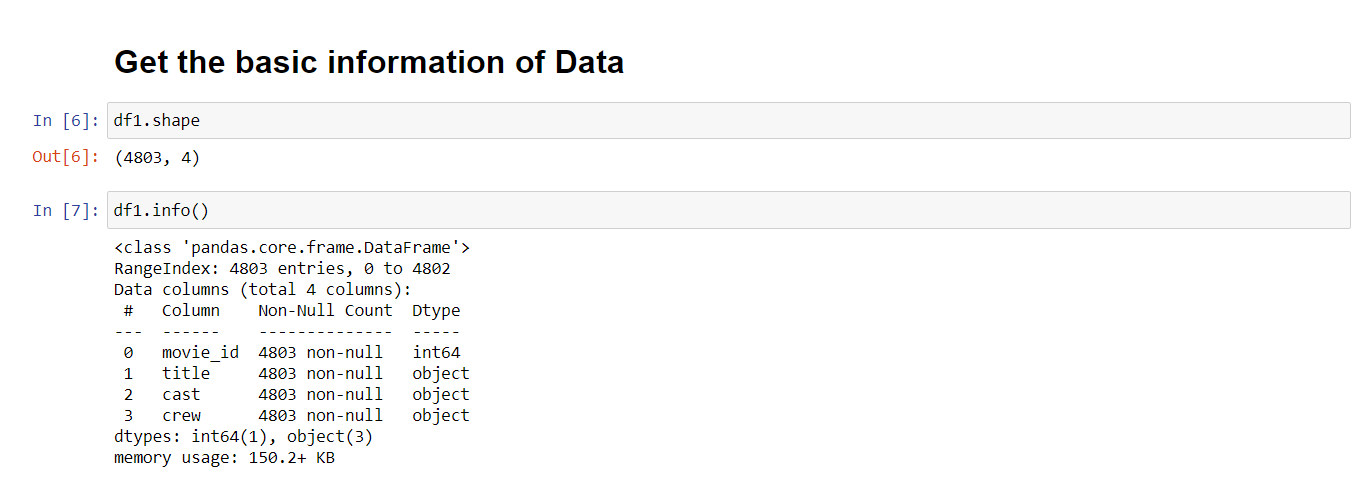 Get the basic information of Data
In [6]: df1.shape
Out[6]: (4803, 4)
In [7]: df1.info()
<class 'pandas.core.frame.DataFrame'>
RangeIndex: 4803 entries, 0 to 4802
Data columns (total 4 columns):
 #   Column    Non-Null Count  Dtype
---  ------    --------------  -----
 0   movie_id  4803 non-null   int64
 1   title     4803 non-null   object
 2   cast      4803 non-null   object
 3   crew      4803 non-null   object
dtypes: int64(1), object(3)
memory usage: 150.2+ KB